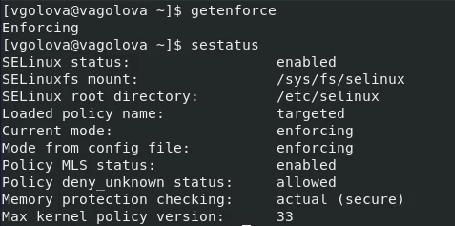 [vgolova@vagolova ~]$ getenforce
Enforcing
[vgolova@vagolova ~]$ sestatus
SELinux status:                 enabled
SELinuxfs mount:                /sys/fs/selinux
SELinux root directory:         /etc/selinux
Loaded policy name:             targeted
Current mode:                   enforcing
Mode from config file:          enforcing
Policy MLS status:              enabled
Policy deny_unknown status:     allowed
Memory protection checking:     actual (secure)
Max kernel policy version:      33